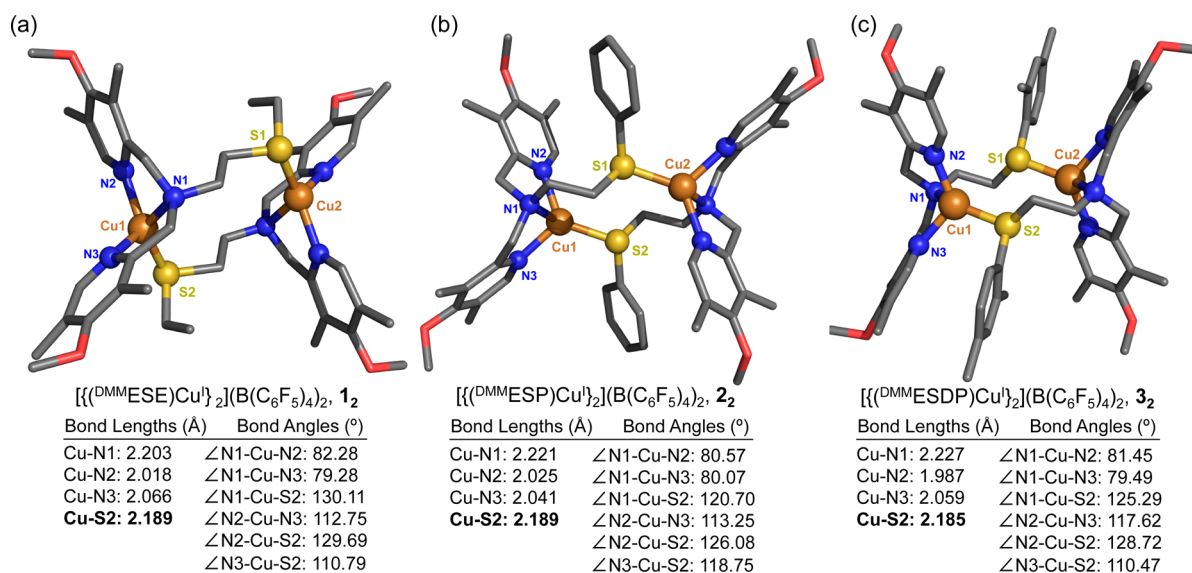 (a)
(b)
(c)
S1
N2
N1
Cu1
Cu2
N3
S2
S1
N2
Cu2
N1
Cu1
S2
N3
N2
S1
Cu2
N1
Cu1
N3
S2
[{(ᴰᴹᴹESE)Cuᴵ}₂](B(C₆F₅)₄)₂, 1₂
Bond Lengths (Å) Bond Angles (º)
Cu-N1: 2.203 ∠N1-Cu-N2: 82.28
Cu-N2: 2.018 ∠N1-Cu-N3: 79.28
Cu-N3: 2.066 ∠N1-Cu-S2: 130.11
Cu-S2: 2.189 ∠N2-Cu-N3: 112.75
∠N2-Cu-S2: 129.69
∠N3-Cu-S2: 110.79
[{(ᴰᴹᴹESP)Cuᴵ}₂](B(C₆F₅)₄)₂, 2₂
Bond Lengths (Å) Bond Angles (º)
Cu-N1: 2.221 ∠N1-Cu-N2: 80.57
Cu-N2: 2.025 ∠N1-Cu-N3: 80.07
Cu-N3: 2.041 ∠N1-Cu-S2: 120.70
Cu-S2: 2.189 ∠N2-Cu-N3: 113.25
∠N2-Cu-S2: 126.08
∠N3-Cu-S2: 118.75
[{(ᴰᴹᴹESDP)Cuᴵ}₂](B(C₆F₅)₄)₂, 3₂
Bond Lengths (Å) Bond Angles (º)
Cu-N1: 2.227 ∠N1-Cu-N2: 81.45
Cu-N2: 1.987 ∠N1-Cu-N3: 79.49
Cu-N3: 2.059 ∠N1-Cu-S2: 125.29
Cu-S2: 2.185 ∠N2-Cu-N3: 117.62
∠N2-Cu-S2: 128.72
∠N3-Cu-S2: 110.47